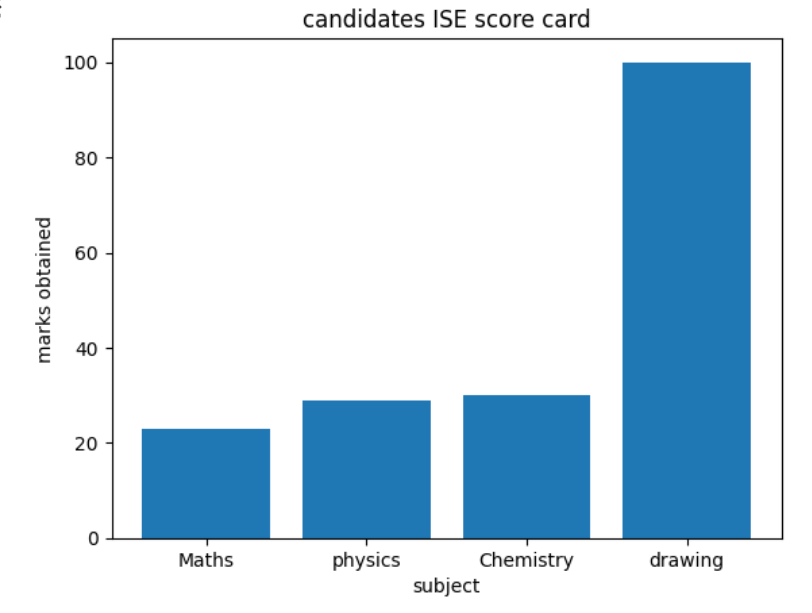 candidates ISE score card
100
80
60
40
20
0
marks obtained
Maths physics Chemistry drawing
subject